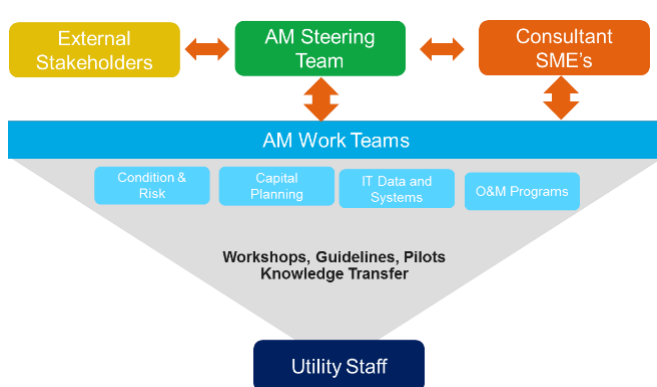 External
Stakeholders
AM Steering
Team
Consultant
SME's
AM Work Teams
Condition &
Risk
Capital
Planning
IT Data and
Systems
O&M Programs
Workshops, Guidelines, Pilots
Knowledge Transfer
Utility Staff